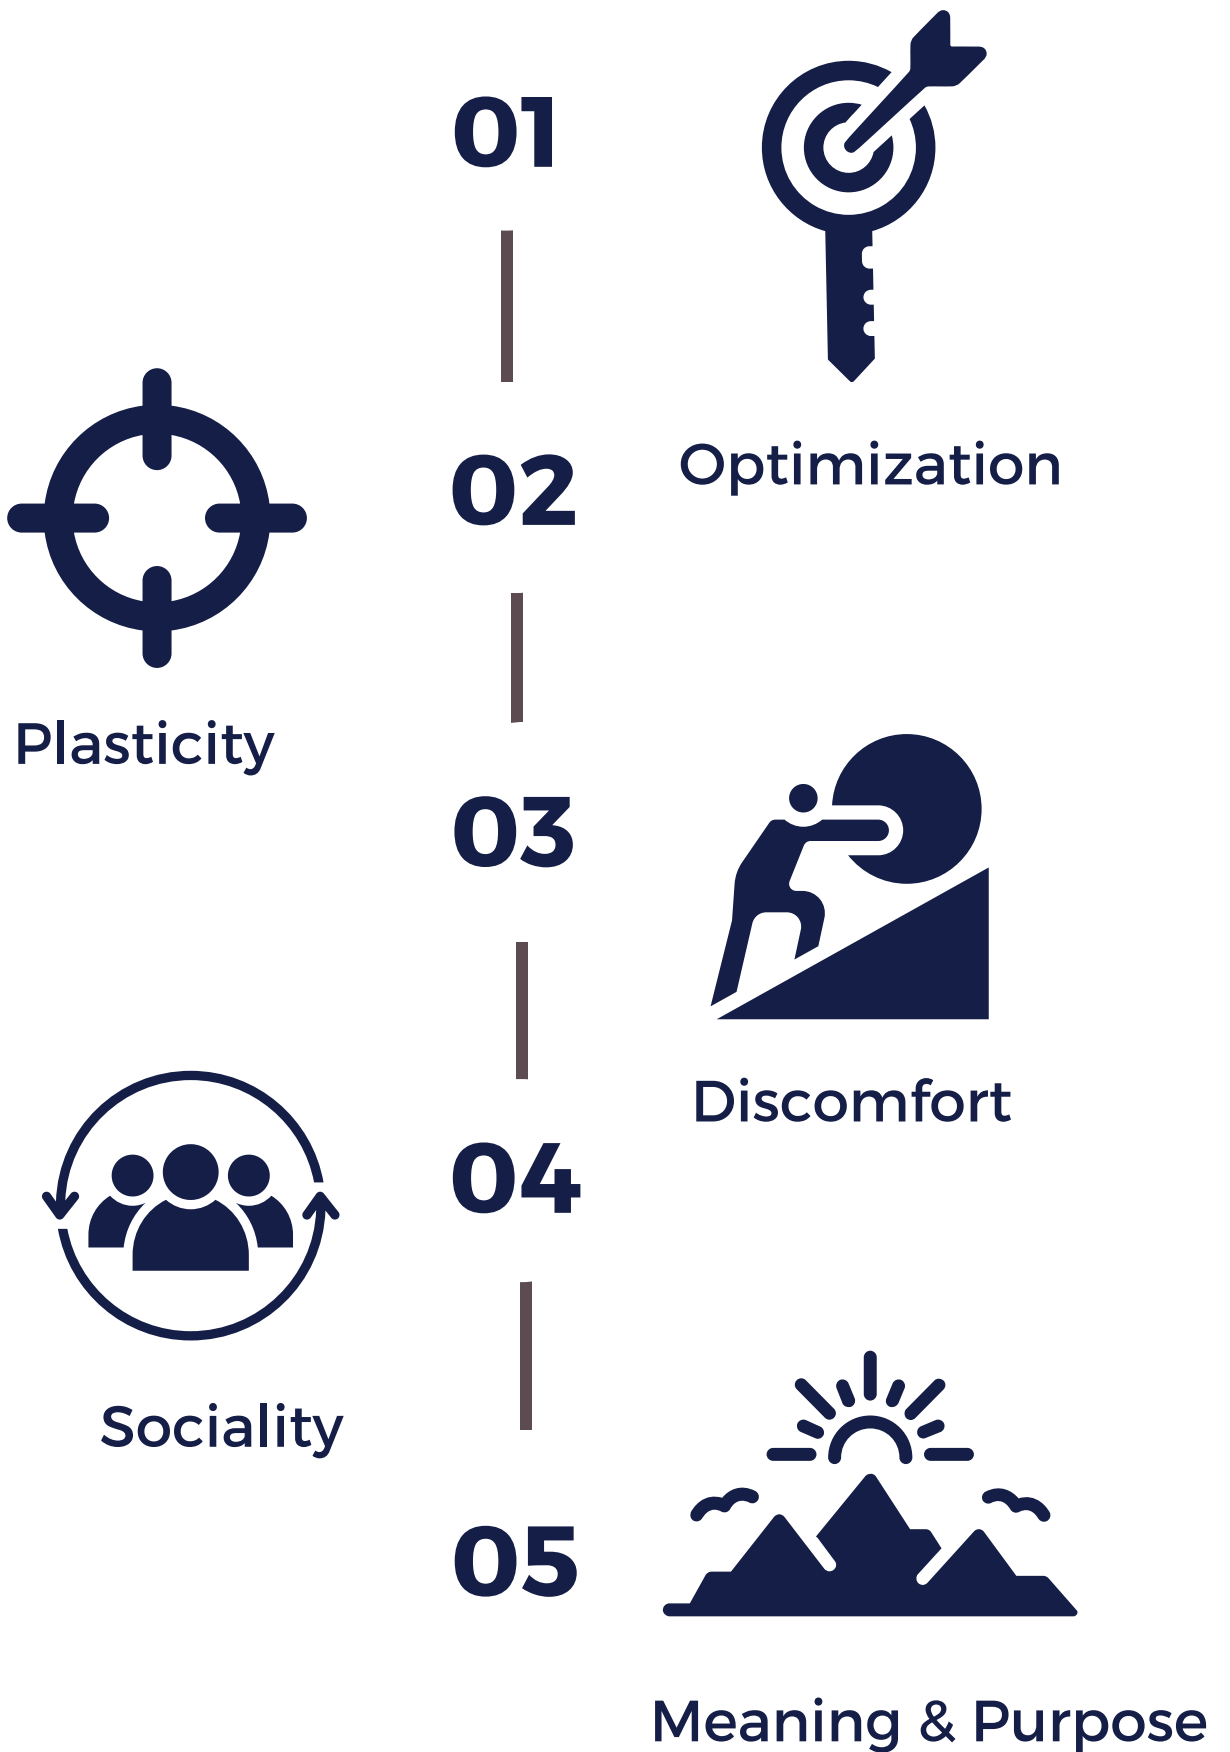 01
Optimization
02
Plasticity
03
Discomfort
04
Sociality
05
Meaning & Purpose